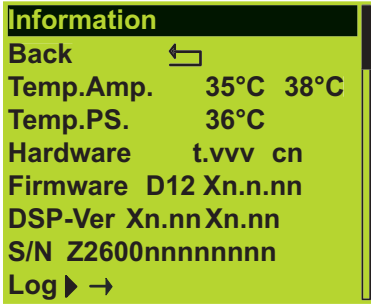 Information
Back
Temp.Amp. 35°C 38°C
Temp.PS. 36°C
Hardware t.vvv cn
Firmware D12 Xn.n.nn
DSP-Ver Xn.nn Xn.nn
S/N Z2600nnnnnnnn
Log